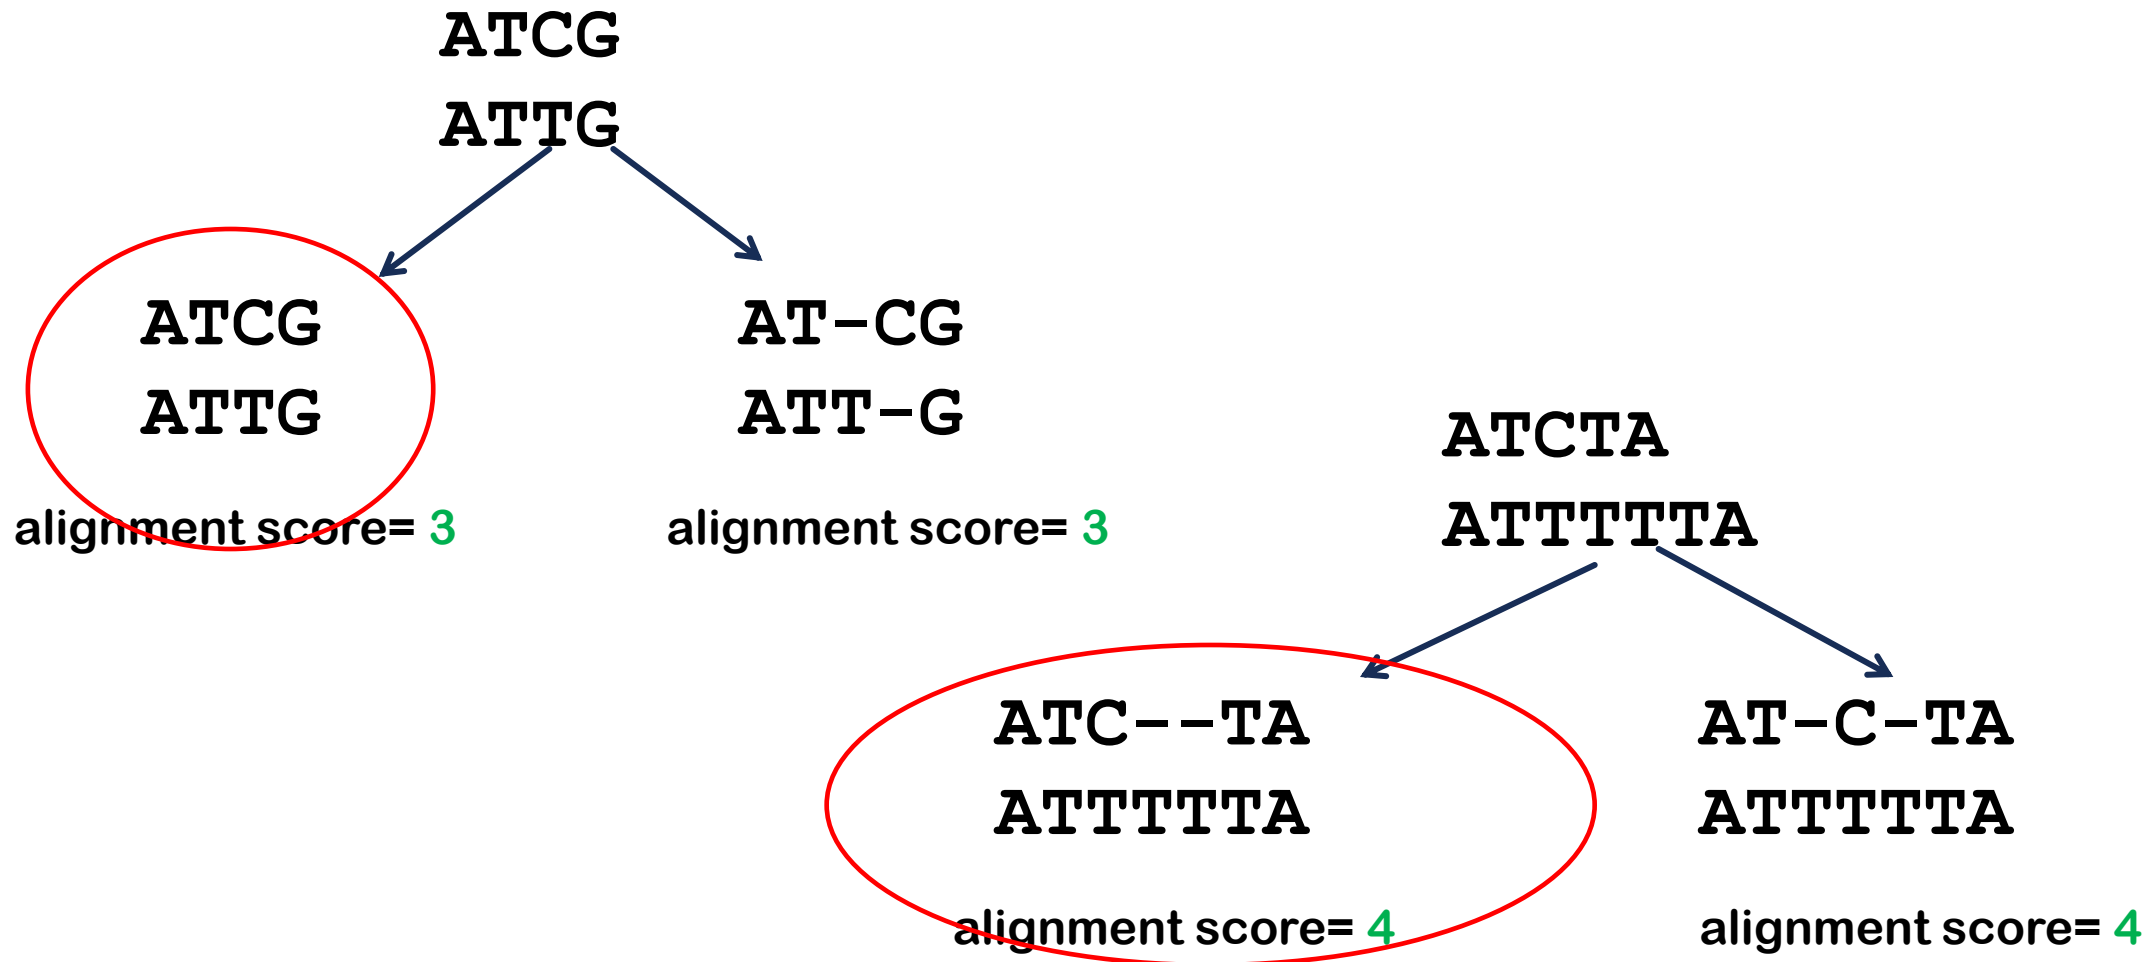 ATCG
ATTG
ATCG
ATTG
alignment score= 3
AT-CG
ATT-G
alignment score= 3
ATCTA
ATTTTTA
ATC--TA
ATTTTTA
alignment score= 4
AT-C-TA
ATTTTTA
alignment score= 4